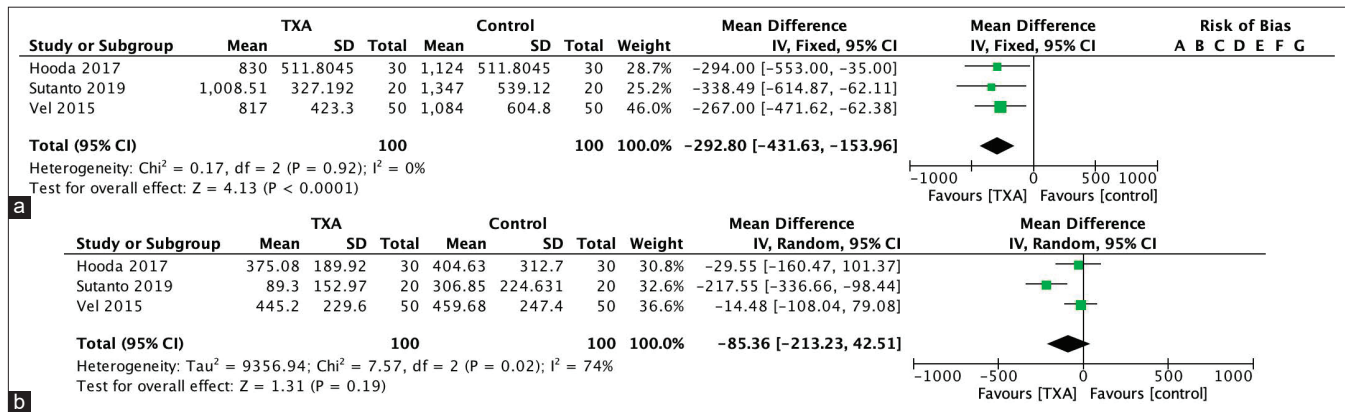 TXA Control Mean Difference Mean Difference Risk of Bias
Study or Subgroup Mean SD Total Mean SD Total Weight IV, Fixed, 95% CI IV, Fixed, 95% CI A B C D E F G
Hooda 2017 830 511.8045 30 1,124 511.8045 30 28.7% −294.00 [−553.00, −35.00]
Sutanto 2019 1,008.51 327.192 20 1,347 539.12 20 25.2% −338.49 [−614.87, −62.11]
Vel 2015 817 423.3 50 1,084 604.8 50 46.0% −267.00 [−471.62, −62.38]
Total (95% CI) 100 100 100.0% −292.80 [−431.63, −153.96]
Heterogeneity: Chi² = 0.17, df = 2 (P = 0.92); I² = 0%
Test for overall effect: Z = 4.13 (P < 0.0001)
−1000 0 500 1000
Favours [TXA] Favours [control]
a
TXA Control Mean Difference Mean Difference
Study or Subgroup Mean SD Total Mean SD Total Weight IV, Random, 95% CI IV, Random, 95% CI
Hooda 2017 375.08 189.92 30 404.63 312.7 30 30.8% −29.55 [−160.47, 101.37]
Sutanto 2019 89.3 152.97 20 306.85 224.631 20 32.6% −217.55 [−336.66, −98.44]
Vel 2015 445.2 229.6 50 459.68 247.4 50 36.6% −14.48 [−108.04, 79.08]
Total (95% CI) 100 100 100.0% −85.36 [−213.23, 42.51]
Heterogeneity: Tau² = 9356.94; Chi² = 7.57, df = 2 (P = 0.02); I² = 74%
Test for overall effect: Z = 1.31 (P = 0.19)
−1000 −500 0 500 1000
Favours [TXA] Favours [control]
b